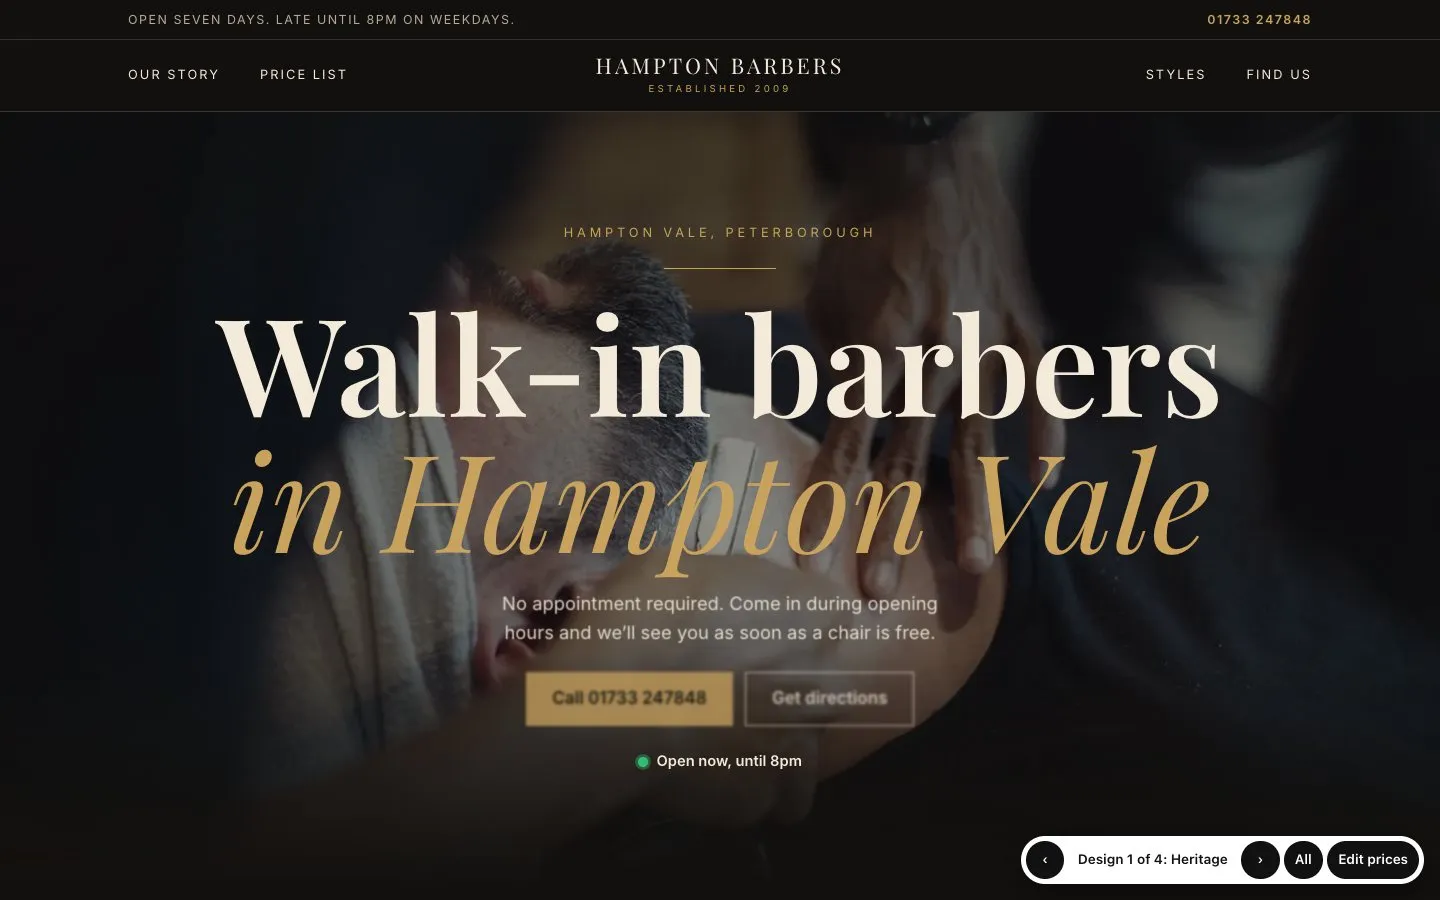 OPEN SEVEN DAYS. LATE UNTIL 8PM ON WEEKDAYS.
01733 247848
OUR STORY
PRICE LIST
HAMPTON BARBERS
ESTABLISHED 2009
STYLES
FIND US
HAMPTON VALE, PETERBOROUGH
Walk-in barbers
in Hampton Vale
No appointment required. Come in during opening
hours and we’ll see you as soon as a chair is free.
Call 01733 247848
Get directions
Open now, until 8pm
‹
Design 1 of 4: Heritage
›
All
Edit prices